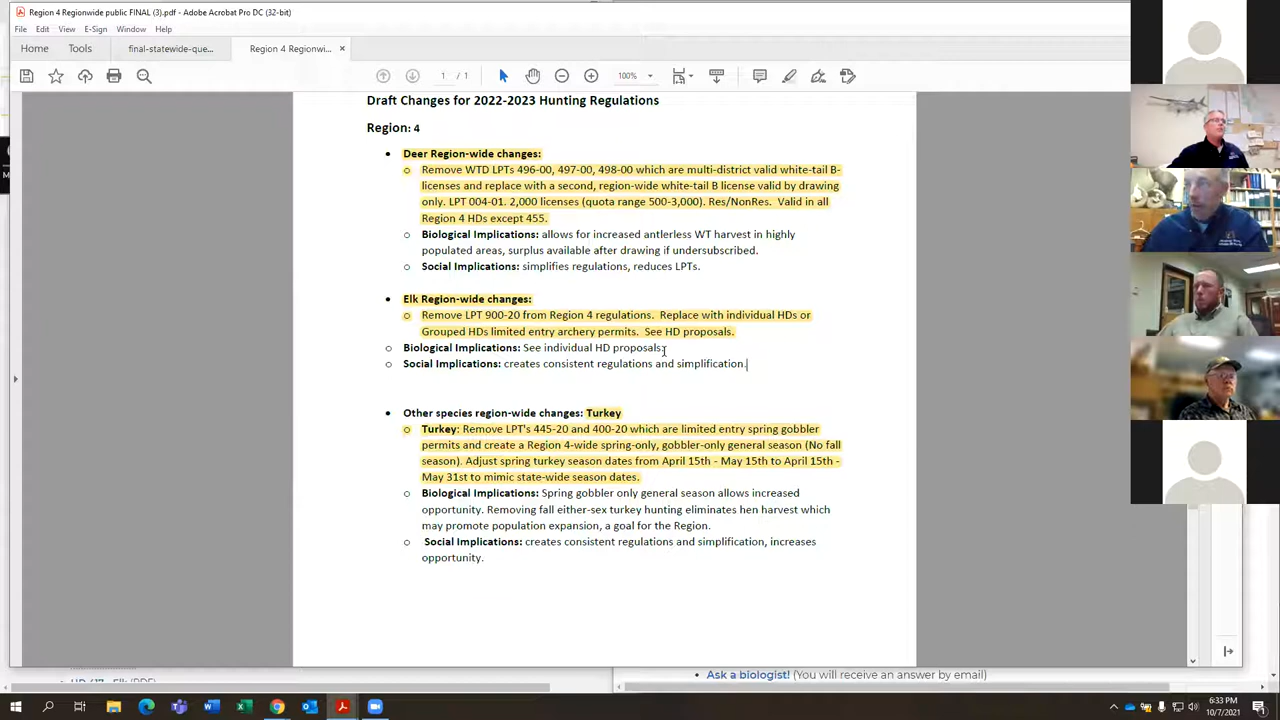 Region 4 Regionwide public FINAL (3).pdf - Adobe Acrobat Pro DC (32-bit)
File Edit View E-Sign Window Help
Home Tools final-statewide-que... Region 4 Regionwi... ×
1 / 1 100%
Draft Changes for 2022-2023 Hunting Regulations
Region: 4
• Deer Region-wide changes:
o Remove WTD LPTs 496-00, 497-00, 498-00 which are multi-district valid white-tail B-
licenses and replace with a second, region-wide white-tail B license valid by drawing
only. LPT 004-01. 2,000 licenses (quota range 500-3,000). Res/NonRes. Valid in all
Region 4 HDs except 455.
o Biological Implications: allows for increased antlerless WT harvest in highly
populated areas, surplus available after drawing if undersubscribed.
o Social Implications: simplifies regulations, reduces LPTs.
• Elk Region-wide changes:
o Remove LPT 900-20 from Region 4 regulations. Replace with individual HDs or
Grouped HDs limited entry archery permits. See HD proposals.
o Biological Implications: See individual HD proposals.
o Social Implications: creates consistent regulations and simplification.
• Other species region-wide changes: Turkey
o Turkey: Remove LPT's 445-20 and 400-20 which are limited entry spring gobbler
permits and create a Region 4-wide spring-only, gobbler-only general season (No fall
season). Adjust spring turkey season dates from April 15th - May 15th to April 15th -
May 31st to mimic state-wide season dates.
o Biological Implications: Spring gobbler only general season allows increased
opportunity. Removing fall either-sex turkey hunting eliminates hen harvest which
may promote population expansion, a goal for the Region.
o Social Implications: creates consistent regulations and simplification, increases
opportunity.
• Ask a biologist! (You will receive an answer by email)
6:33 PM
10/7/2021